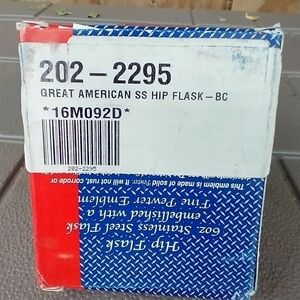 202-2295
GREAT AMERICAN SS HIP FLASK-BC
*16M092D*
202-2295
This emblem is made of solid
Pewter. It will not rust, corrode or
Hip Flask
6oz. Stainless Steel Flask
embellished with a
Fine Pewter Emblem